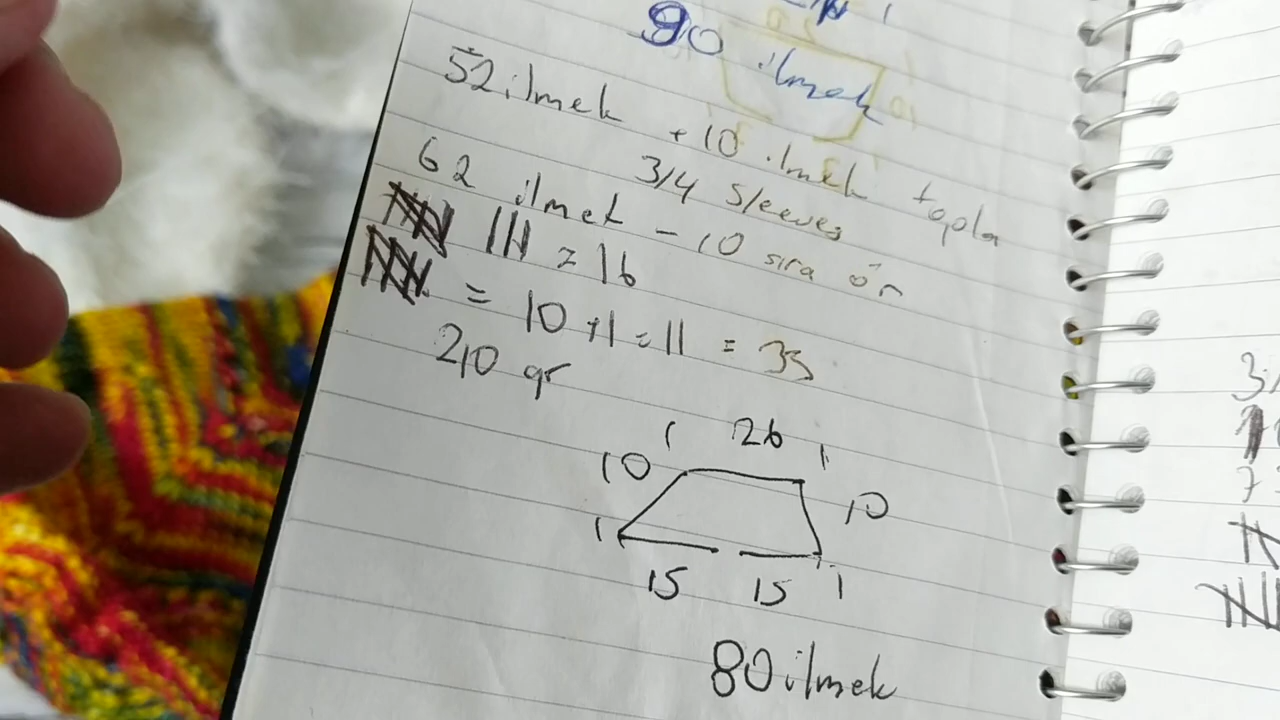 90 ilmek
52 ilmek + 10 ilmek topla
3/4 Sleeves
62 ilmek - 10 sıra ör
= 16
= 10 +1 = 11 = 35
210 gr
1 26 1
10 10
1
15 15 1
80 ilmek